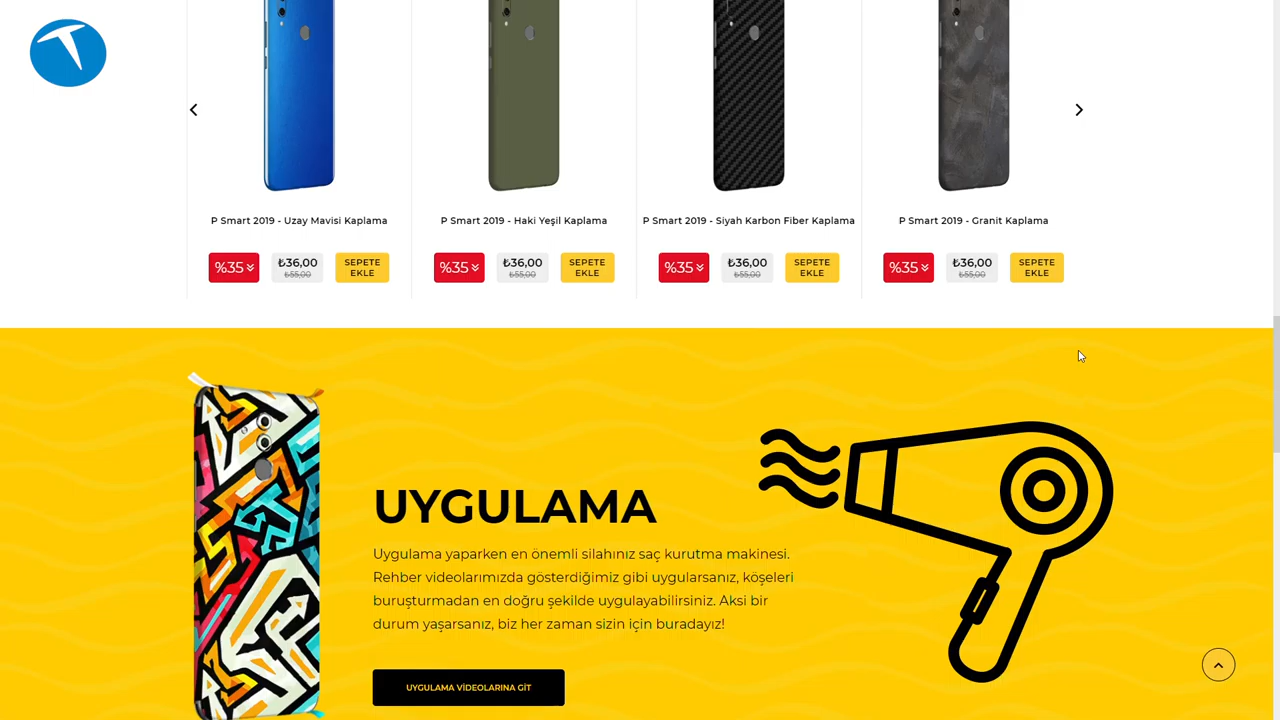 P Smart 2019 - Uzay Mavisi Kaplama
P Smart 2019 - Haki Yeşil Kaplama
P Smart 2019 - Siyah Karbon Fiber Kaplama
P Smart 2019 - Granit Kaplama
%35 ₺36,00 ₺55,00 SEPETE EKLE
%35 ₺36,00 ₺55,00 SEPETE EKLE
%35 ₺36,00 ₺55,00 SEPETE EKLE
%35 ₺36,00 ₺55,00 SEPETE EKLE
UYGULAMA
Uygulama yaparken en önemli silahınız saç kurutma makinesi.
Rehber videolarımızda gösterdiğimiz gibi uygularsanız, köşeleri
buruşturmadan en doğru şekilde uygulayabilirsiniz. Aksi bir
durum yaşarsanız, biz her zaman sizin için buradayız!
UYGULAMA VİDEOLARINA GİT